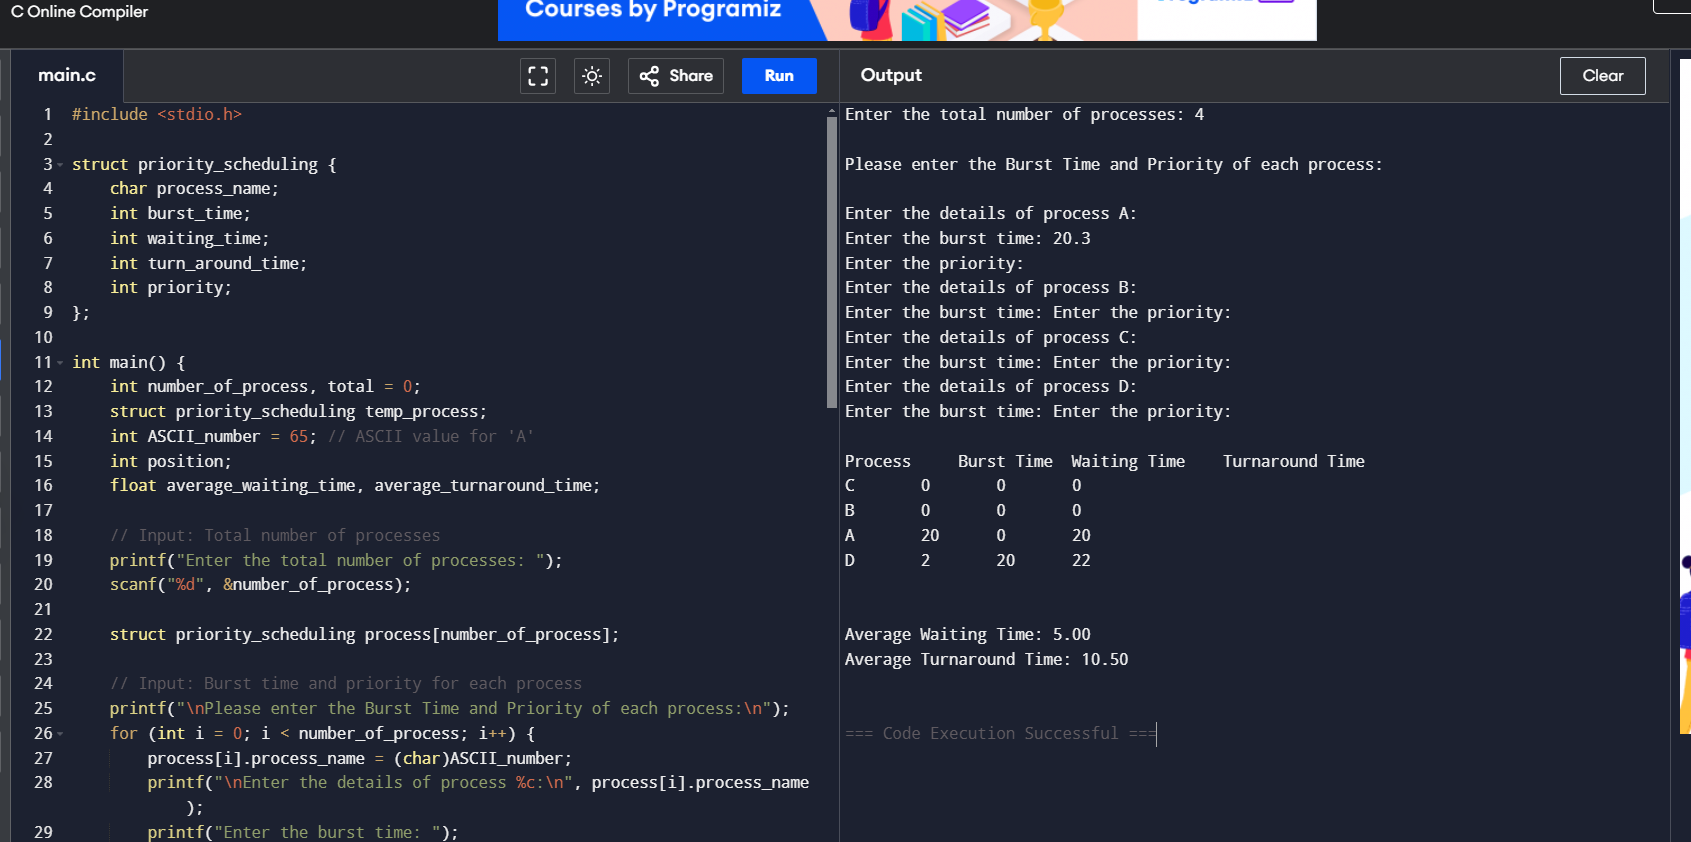 C Online Compiler
Courses by Programiz
main.c
Share
Run
Output
Clear
1 #include <stdio.h>
2
3 struct priority_scheduling {
4     char process_name;
5     int burst_time;
6     int waiting_time;
7     int turn_around_time;
8     int priority;
9 };
10
11 int main() {
12     int number_of_process, total = 0;
13     struct priority_scheduling temp_process;
14     int ASCII_number = 65; // ASCII value for 'A'
15     int position;
16     float average_waiting_time, average_turnaround_time;
17
18     // Input: Total number of processes
19     printf("Enter the total number of processes: ");
20     scanf("%d", &number_of_process);
21
22     struct priority_scheduling process[number_of_process];
23
24     // Input: Burst time and priority for each process
25     printf("\nPlease enter the Burst Time and Priority of each process:\n");
26     for (int i = 0; i < number_of_process; i++) {
27         process[i].process_name = (char)ASCII_number;
28         printf("\nEnter the details of process %c:\n", process[i].process_name
);
29         printf("Enter the burst time: ");
Enter the total number of processes: 4
Please enter the Burst Time and Priority of each process:
Enter the details of process A:
Enter the burst time: 20.3
Enter the priority:
Enter the details of process B:
Enter the burst time: Enter the priority:
Enter the details of process C:
Enter the burst time: Enter the priority:
Enter the details of process D:
Enter the burst time: Enter the priority:
Process     Burst Time  Waiting Time    Turnaround Time
C       0       0       0
B       0       0       0
A       20      0       20
D       2       20      22
Average Waiting Time: 5.00
Average Turnaround Time: 10.50
=== Code Execution Successful ===